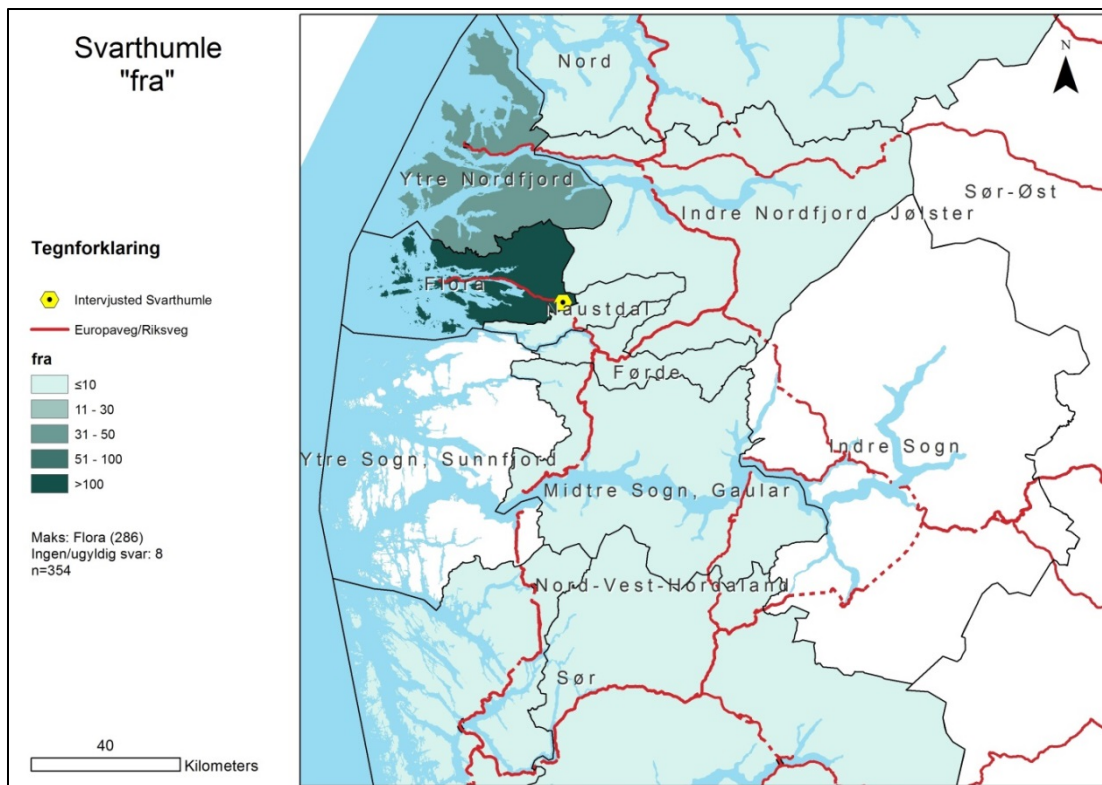 Svarthumle
"fra"
Tegnforklaring
Intervjusted Svarthumle
Europaveg/Riksveg
fra
≤10
11 - 30
31 - 50
51 - 100
>100
Maks: Flora (286)
Ingen/ugyldig svar: 8
n=354
40
Kilometers
N
Nord
Ytre Nordfjord
Sør-Øst
Indre Nordfjord, Jølster
Flora
Naustdal
Førde
Indre Sogn
Ytre Sogn, Sunnfjord
Midtre Sogn, Gaular
Nord-Vest-Hordaland
Sør